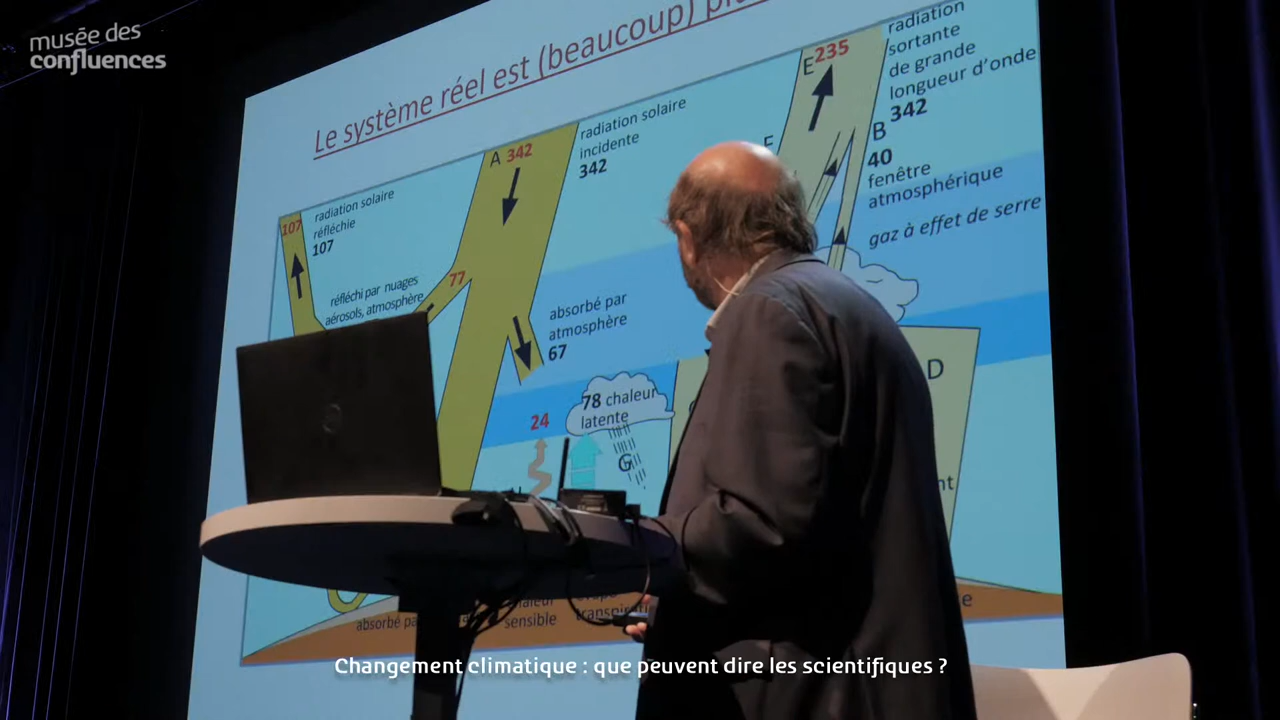 musée des
confluences
Le système réel est (beaucoup)
radiation
sortante
de grande
longueur d'onde
342
E 235
radiation solaire
incidente
342
A 342
B
40
fenêtre
atmosphérique
gaz à effet de serre
radiation solaire
réfléchie
107
107
77
réfléchi par nuages
aérosols, atmosphère
absorbé par
atmosphère
67
D
78 chaleur
latente
24
G
absorbé
sensible
Changement climatique : que peuvent dire les scientifiques ?